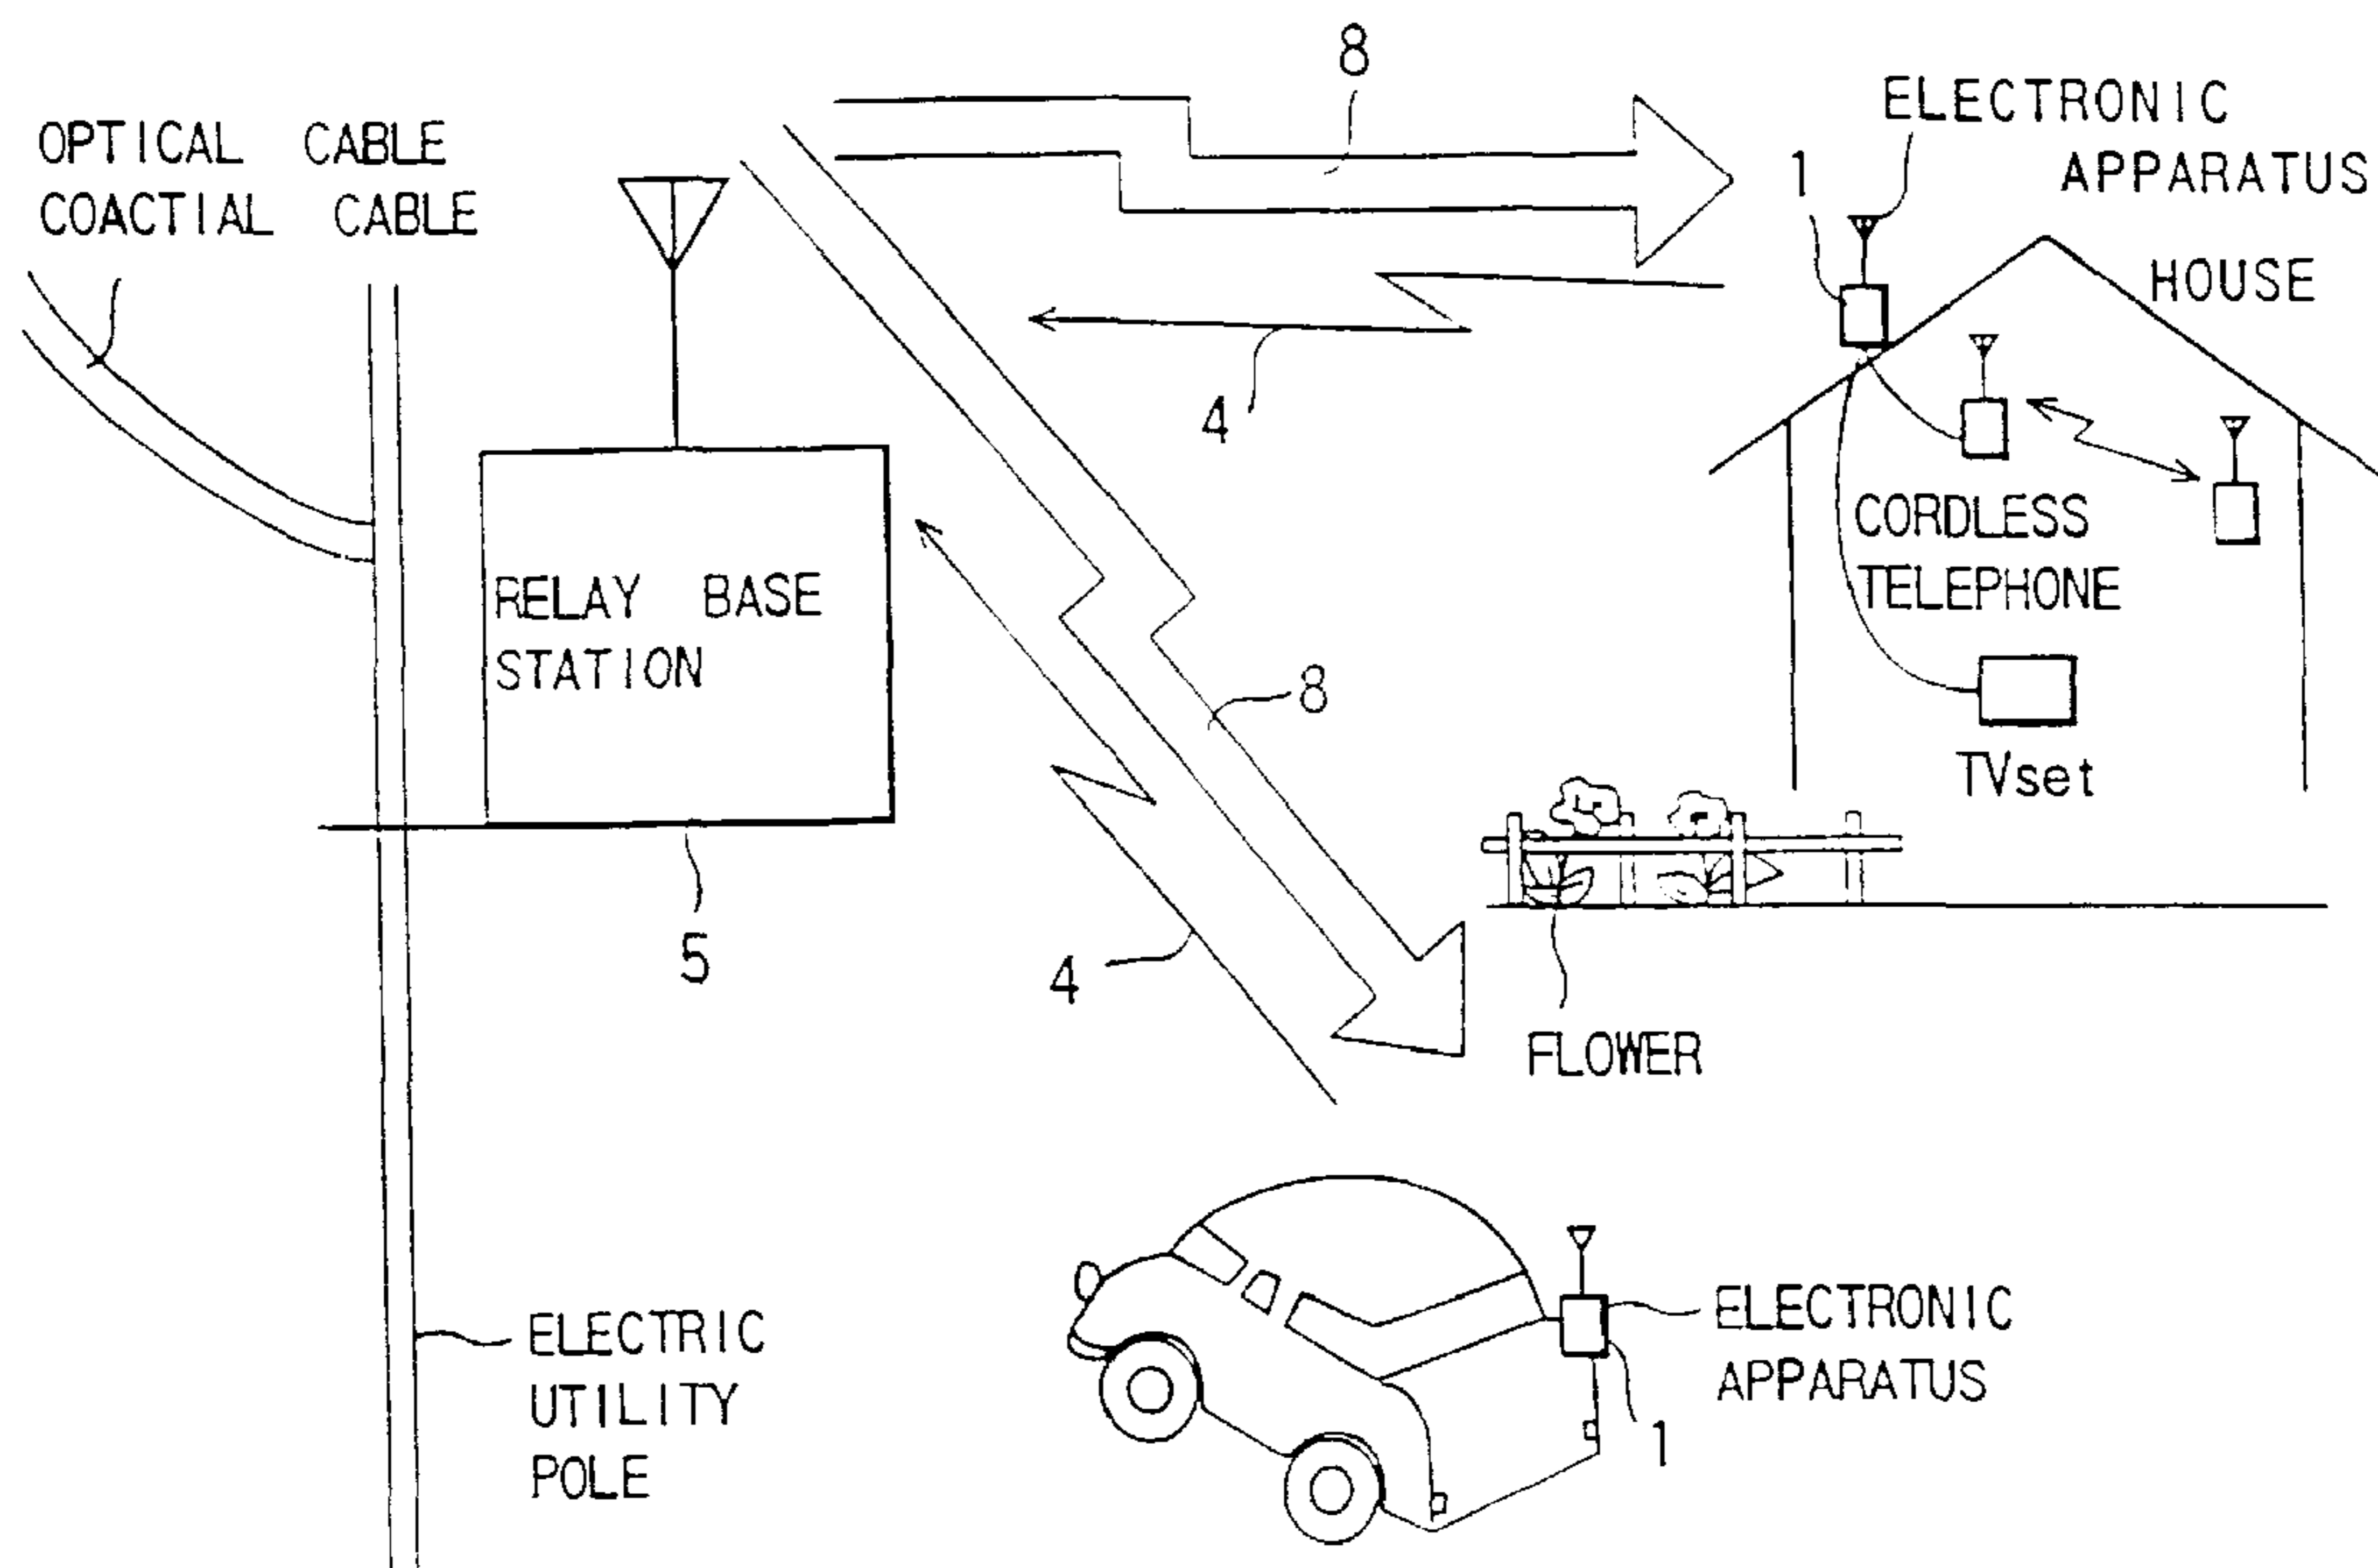 8
ELECTRONIC
APPARATUS
1
OPTICAL CABLE
COACTIAL CABLE
HOUSE
4
CORDLESS
TELEPHONE
RELAY BASE
STATION
8
TVset
5
4
FLOWER
ELECTRIC
UTILITY
POLE
ELECTRONIC
APPARATUS
1